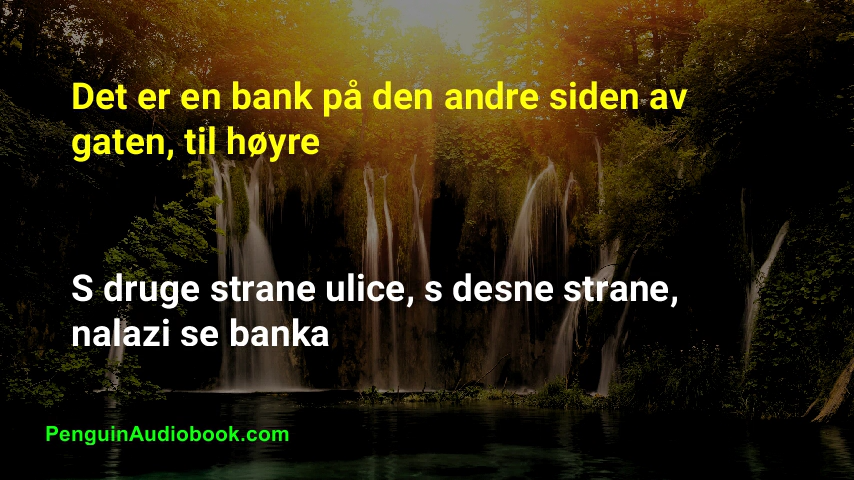 Det er en bank på den andre siden av
gaten, til høyre
S druge strane ulice, s desne strane,
nalazi se banka
PenguinAudiobook.com